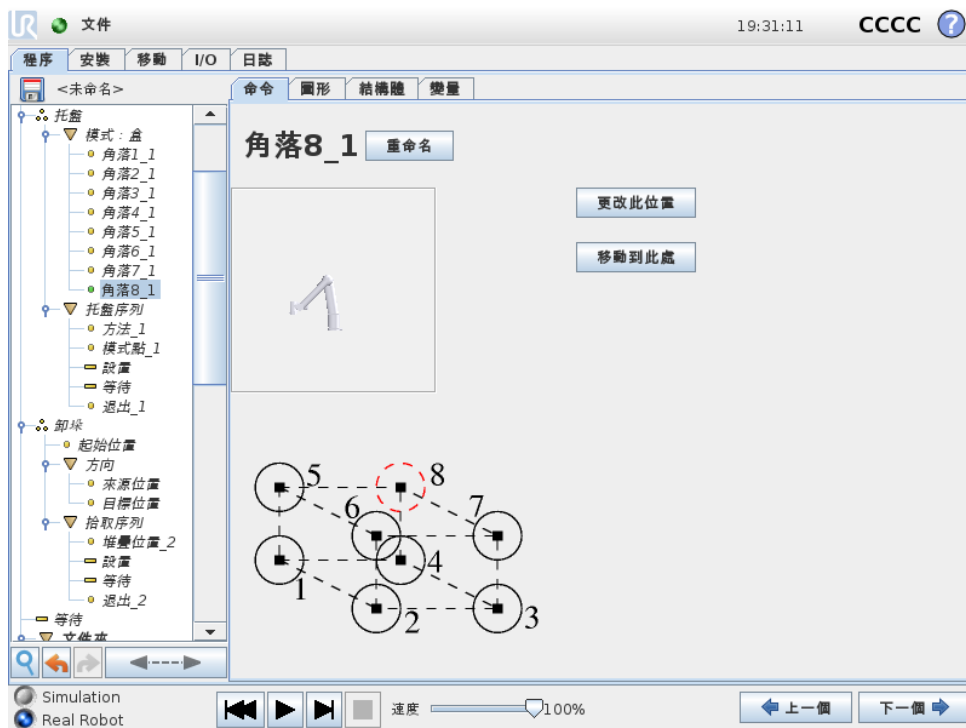 UR 文件 19:31:11 CCCC ?
程序 安裝 移動 I/O 日誌
<未命名> 命令 圖形 結構體 變量
托盤
模式：盒
角落1_1
角落2_1
角落3_1
角落4_1
角落5_1
角落6_1
角落7_1
角落8_1
托盤序列
方法_1
模式點_1
設置
等待
退出_1
卸垛
起始位置
方向
來源位置
目標位置
拾取序列
堆疊位置_2
設置
等待
退出_2
等待
文件夾
角落8_1 重命名
更改此位置
移動到此處
5 8
6 7
1 4
2 3
Simulation
Real Robot
速度 100% 上一個 下一個